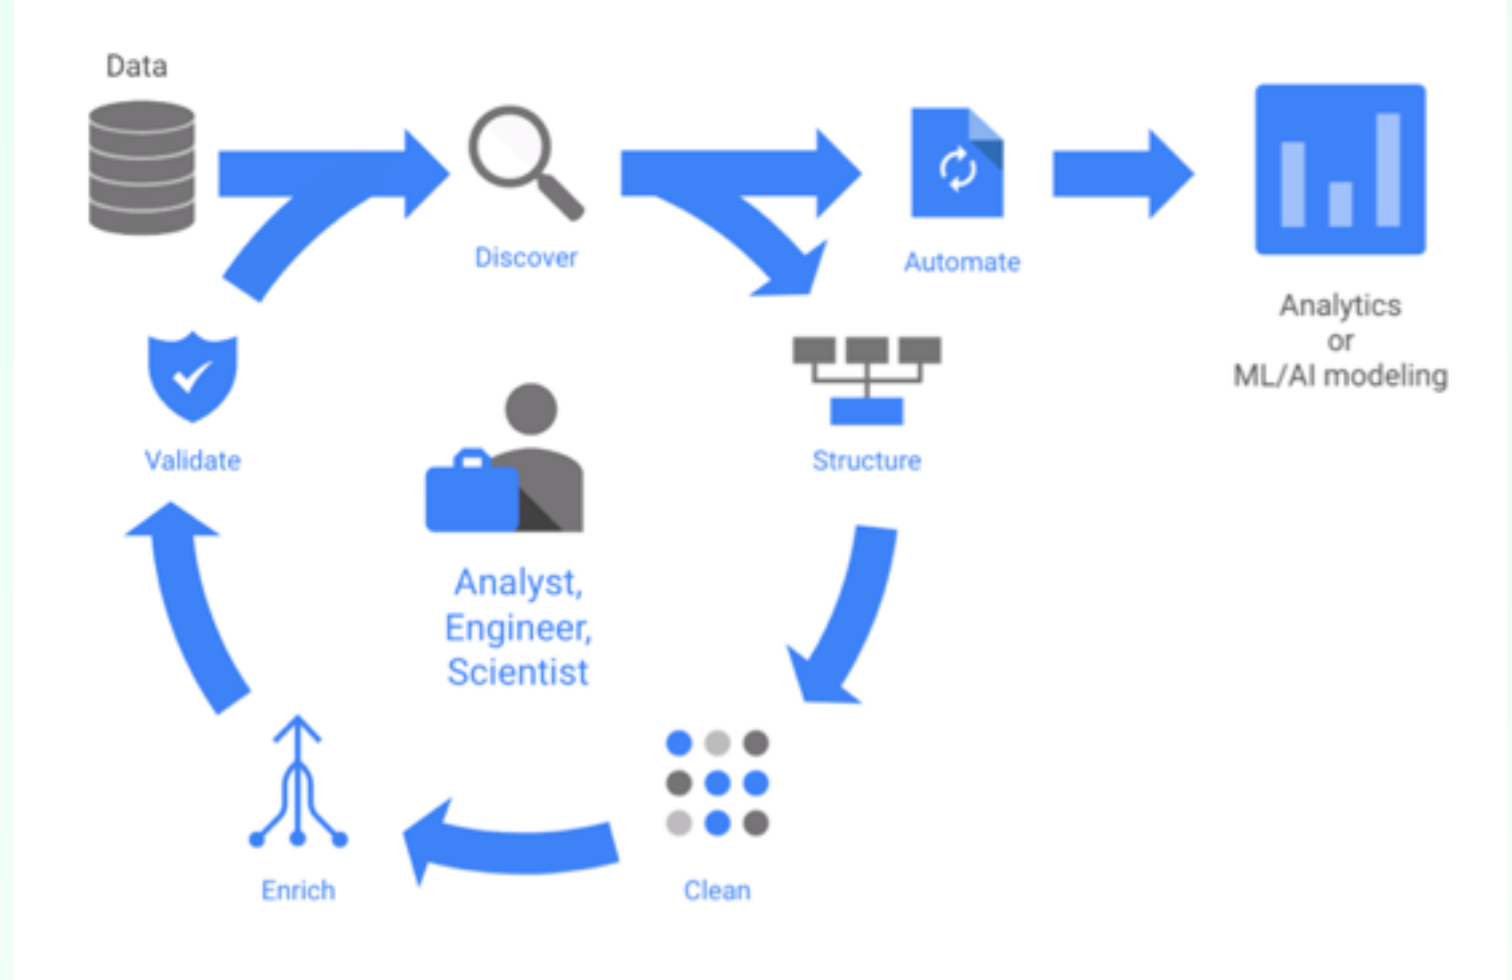 Data
Discover
Automate
Analytics
or
ML/AI modeling
Validate
Structure
Analyst,
Engineer,
Scientist
Enrich
Clean